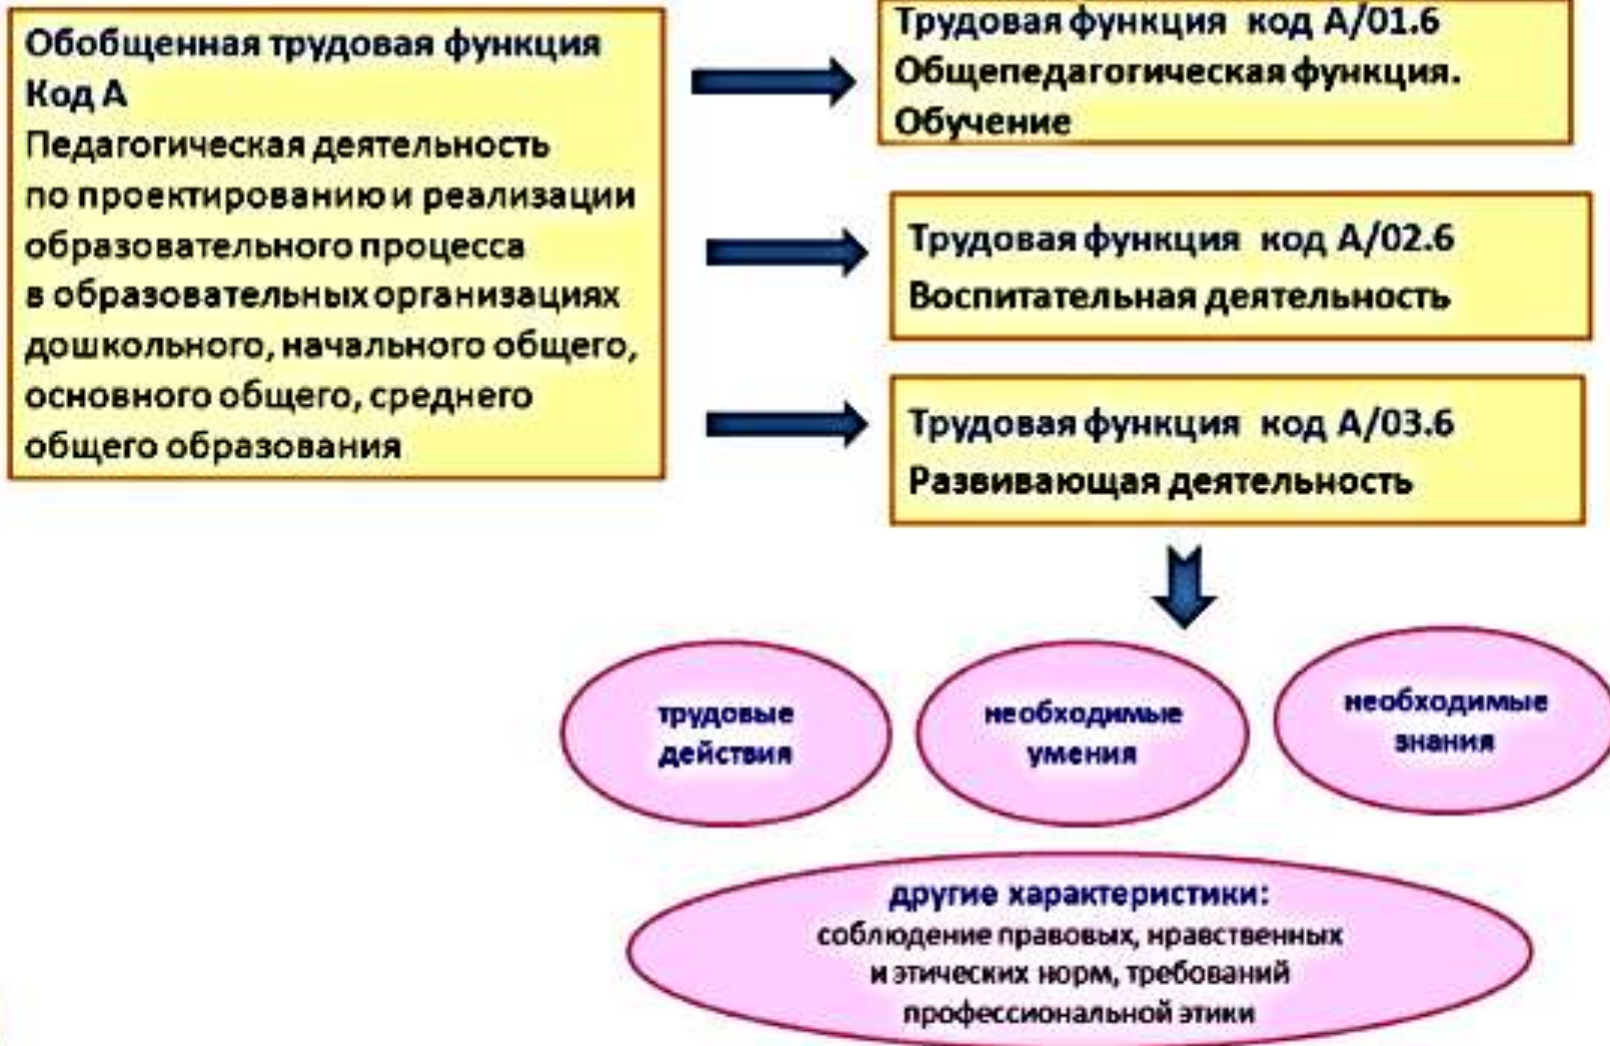 Обобщенная трудовая функция
Код А
Педагогическая деятельность
по проектированию и реализации
образовательного процесса
в образовательных организациях
дошкольного, начального общего,
основного общего, среднего
общего образования
Трудовая функция код А/01.6
Общепедагогическая функция.
Обучение
Трудовая функция код А/02.6
Воспитательная деятельность
Трудовая функция код А/03.6
Развивающая деятельность
трудовые
действия
необходимые
умения
необходимые
знания
другие характеристики:
соблюдение правовых, нравственных
и этических норм, требований
профессиональной этики